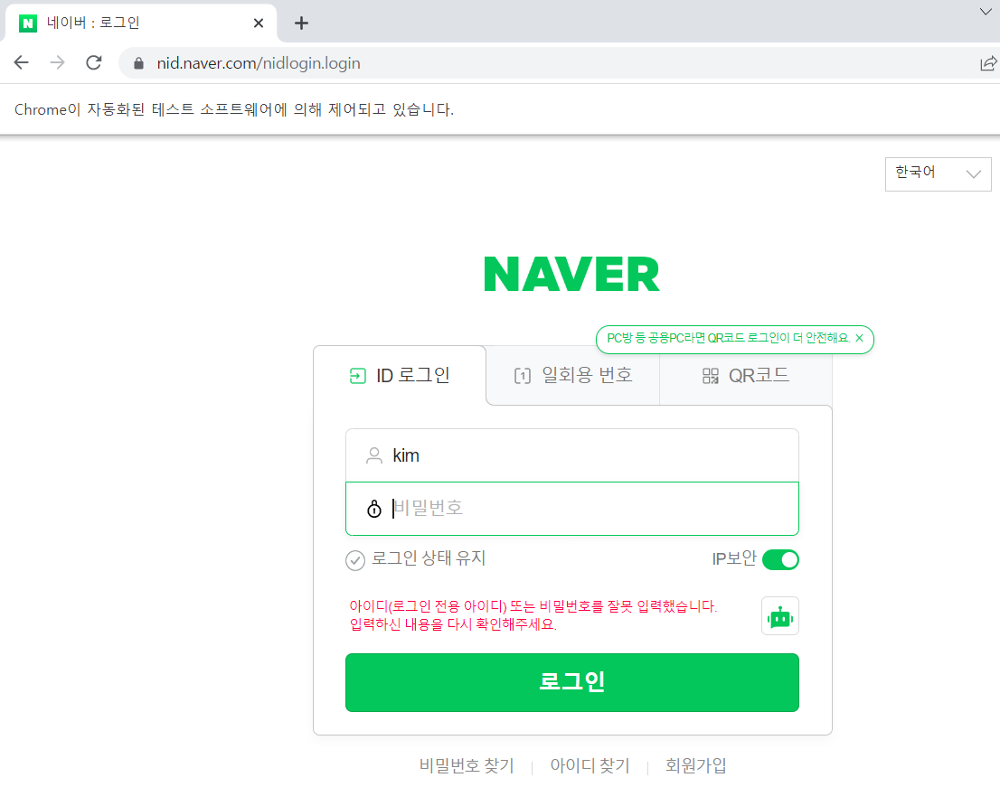 N 네이버 : 로그인
nid.naver.com/nidlogin.login
Chrome이 자동화된 테스트 소프트웨어에 의해 제어되고 있습니다.
한국어
NAVER
PC방 등 공용PC라면 QR코드 로그인이 더 안전해요.
ID 로그인
1 일회용 번호
QR코드
kim
비밀번호
로그인 상태 유지
IP보안
아이디(로그인 전용 아이디) 또는 비밀번호를 잘못 입력했습니다.
입력하신 내용을 다시 확인해주세요.
로그인
비밀번호 찾기 | 아이디 찾기 | 회원가입